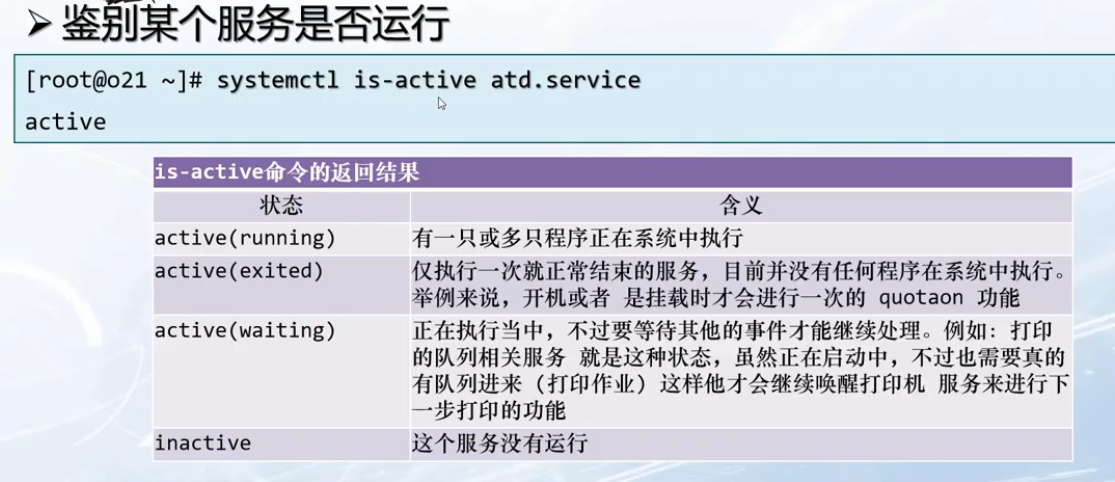 ➢ 鉴别某个服务是否运行
[root@o21 ~]# systemctl is-active atd.service
active
is-active命令的返回结果
状态 含义
active(running) 有一只或多只程序正在系统中执行
active(exited) 仅执行一次就正常结束的服务，目前并没有任何程序在系统中执行。
举例来说，开机或者 是挂载时才会进行一次的 quotaon 功能
active(waiting) 正在执行当中，不过要等待其他的事件才能继续处理。例如：打印
的队列相关服务 就是这种状态，虽然正在启动中，不过也需要真的
有队列进来（打印作业）这样他才会继续唤醒打印机 服务来进行下
一步打印的功能
inactive 这个服务没有运行